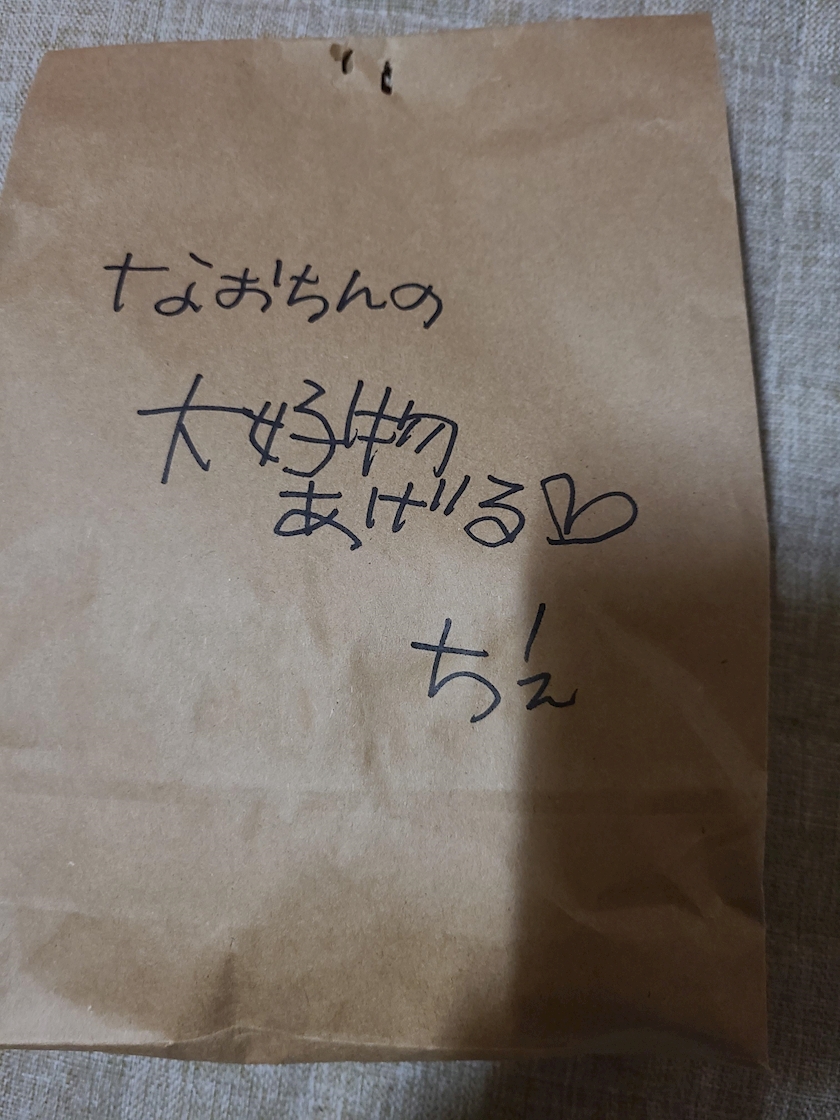 なおちんの
大好物
あげる♡
ちえ